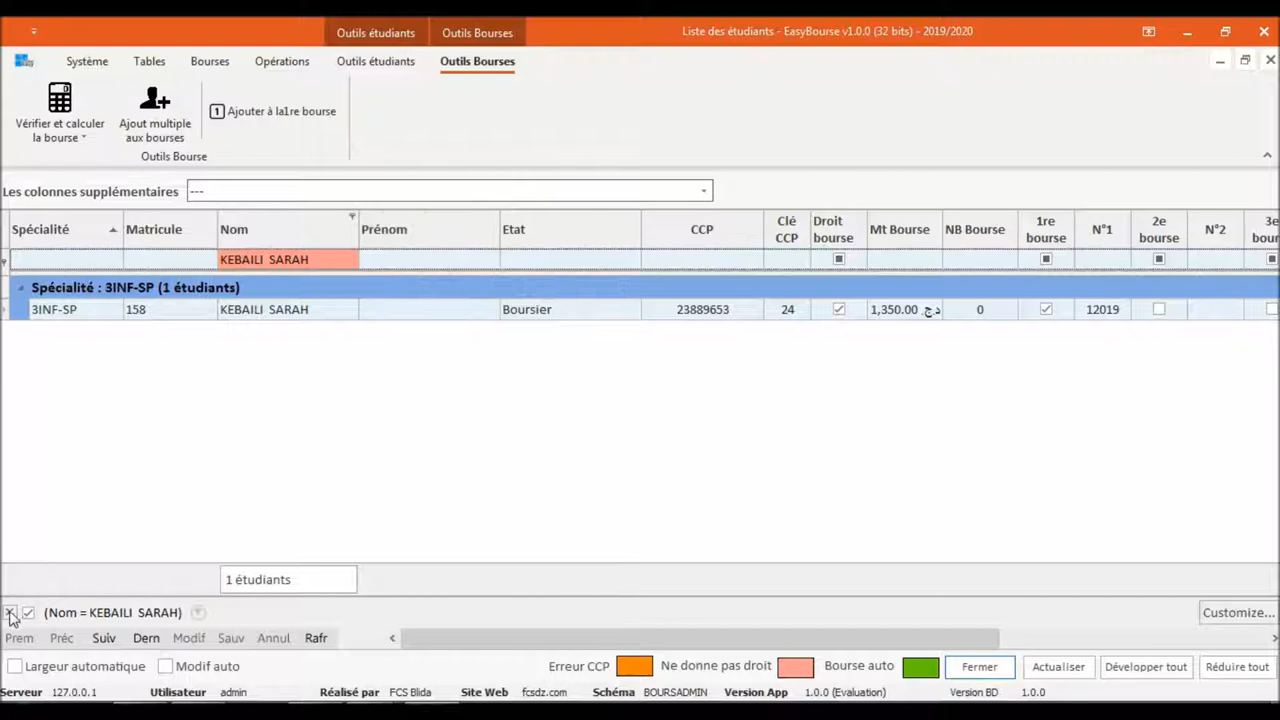 Outils étudiants Outils Bourses Liste des étudiants - EasyBourse v1.0.0 (32 bits) - 2019/2020
Système Tables Bourses Opérations Outils étudiants Outils Bourses
Vérifier et calculer la bourse
Ajout multiple aux bourses
1 Ajouter à la1re bourse
Outils Bourse
Les colonnes supplémentaires ---
Spécialité Matricule Nom Prénom Etat CCP Clé CCP Droit bourse Mt Bourse NB Bourse 1re bourse N°1 2e bourse N°2 3e
KEBAILI SARAH
Spécialité : 3INF-SP (1 étudiants)
3INF-SP 158 KEBAILI SARAH Boursier 23889653 24 1,350.00 د.ج. 0 12019
1 étudiants
(Nom = KEBAILI SARAH) Customize...
Prem Préc Suiv Dern Modif Sauv Annul Rafr
Largeur automatique Modif auto Erreur CCP Ne donne pas droit Bourse auto Fermer Actualiser Développer tout Réduire tout
Serveur 127.0.0.1 Utilisateur admin Réalisé par FCS Blida Site Web fcsdz.com Schéma BOURSADMIN Version App 1.0.0 (Evaluation) Version BD 1.0.0